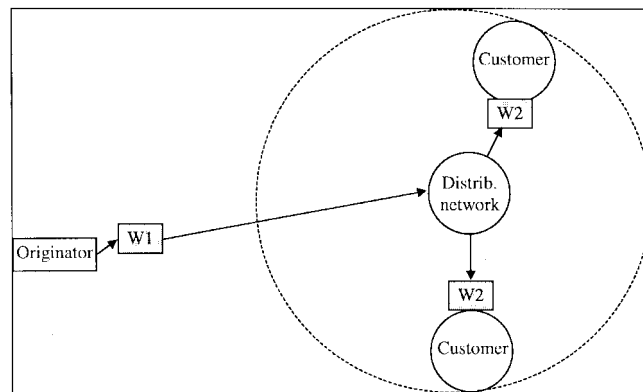 Customer
W2
Distrib.
network
W1
Originator
W2
Customer